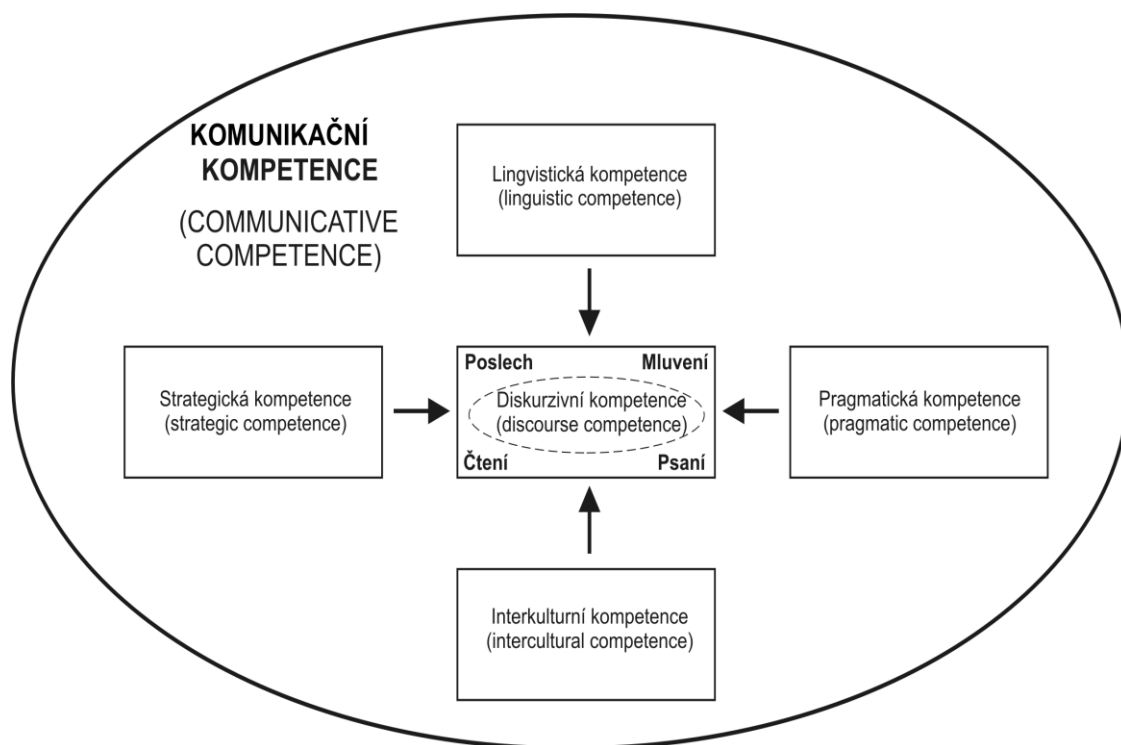 KOMUNIKAČNÍ
KOMPETENCE
(COMMUNICATIVE
COMPETENCE)
Lingvistická kompetence
(linguistic competence)
Strategická kompetence
(strategic competence)
Poslech
Mluvení
Diskurzivní kompetence
(discourse competence)
Čtení
Psaní
Pragmatická kompetence
(pragmatic competence)
Interkulturní kompetence
(intercultural competence)